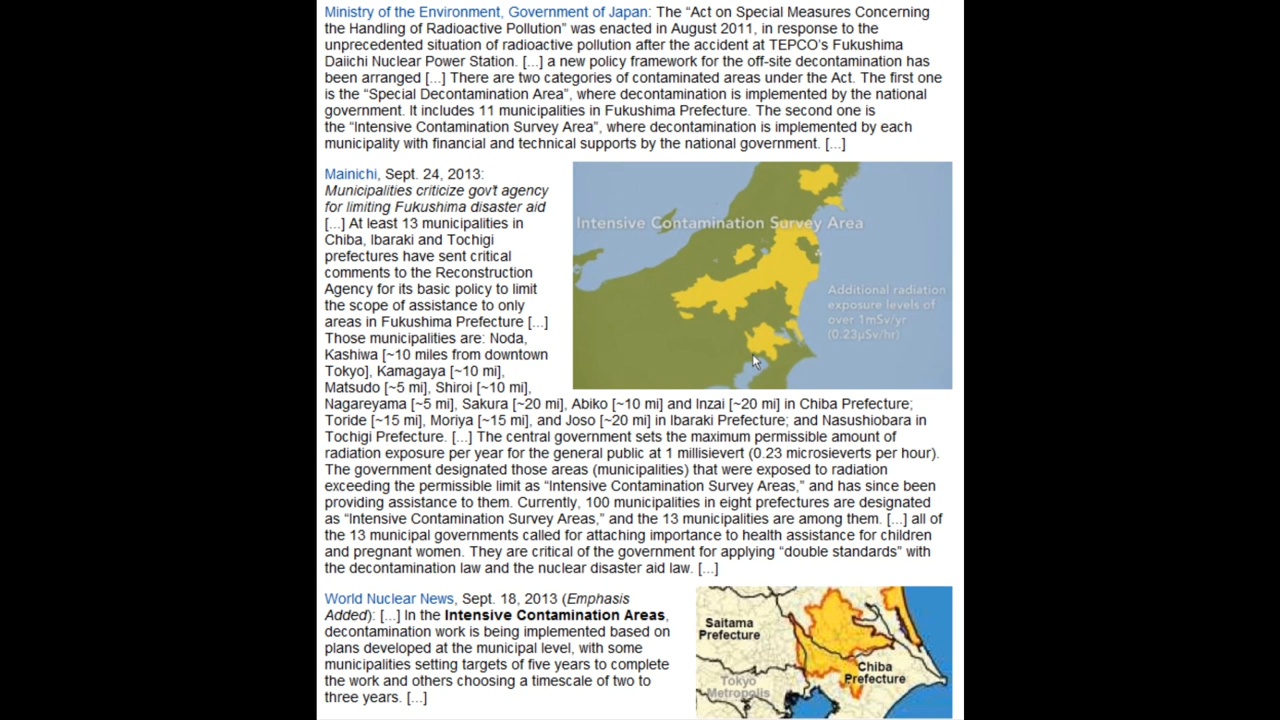 Ministry of the Environment, Government of Japan: The “Act on Special Measures Concerning
the Handling of Radioactive Pollution” was enacted in August 2011, in response to the
unprecedented situation of radioactive pollution after the accident at TEPCO’s Fukushima
Daiichi Nuclear Power Station. [...] a new policy framework for the off-site decontamination has
been arranged [...] There are two categories of contaminated areas under the Act. The first one
is the “Special Decontamination Area”, where decontamination is implemented by the national
government. It includes 11 municipalities in Fukushima Prefecture. The second one is
the “Intensive Contamination Survey Area”, where decontamination is implemented by each
municipality with financial and technical supports by the national government. [...]
Mainichi, Sept. 24, 2013:
Municipalities criticize gov't agency
for limiting Fukushima disaster aid
[...] At least 13 municipalities in
Chiba, Ibaraki and Tochigi
prefectures have sent critical
comments to the Reconstruction
Agency for its basic policy to limit
the scope of assistance to only
areas in Fukushima Prefecture [...]
Those municipalities are: Noda,
Kashiwa [~10 miles from downtown
Tokyo], Kamagaya [~10 mi],
Matsudo [~5 mi], Shiroi [~10 mi],
Nagareyama [~5 mi], Sakura [~20 mi], Abiko [~10 mi] and Inzai [~20 mi] in Chiba Prefecture;
Toride [~15 mi], Moriya [~15 mi], and Joso [~20 mi] in Ibaraki Prefecture; and Nasushiobara in
Tochigi Prefecture. [...] The central government sets the maximum permissible amount of
radiation exposure per year for the general public at 1 millisievert (0.23 microsieverts per hour).
The government designated those areas (municipalities) that were exposed to radiation
exceeding the permissible limit as “Intensive Contamination Survey Areas,” and has since been
providing assistance to them. Currently, 100 municipalities in eight prefectures are designated
as “Intensive Contamination Survey Areas,” and the 13 municipalities are among them. [...] all of
the 13 municipal governments called for attaching importance to health assistance for children
and pregnant women. They are critical of the government for applying “double standards” with
the decontamination law and the nuclear disaster aid law. [...]
Intensive Contamination Survey Area
Additional radiation
exposure levels of
over 1mSv/yr
(0.23μSv/hr)
World Nuclear News, Sept. 18, 2013 (Emphasis
Added): [...] In the Intensive Contamination Areas,
decontamination work is being implemented based on
plans developed at the municipal level, with some
municipalities setting targets of five years to complete
the work and others choosing a timescale of two to
three years. [...]
Saitama
Prefecture
Chiba
Prefecture
Tokyo
Metropolis